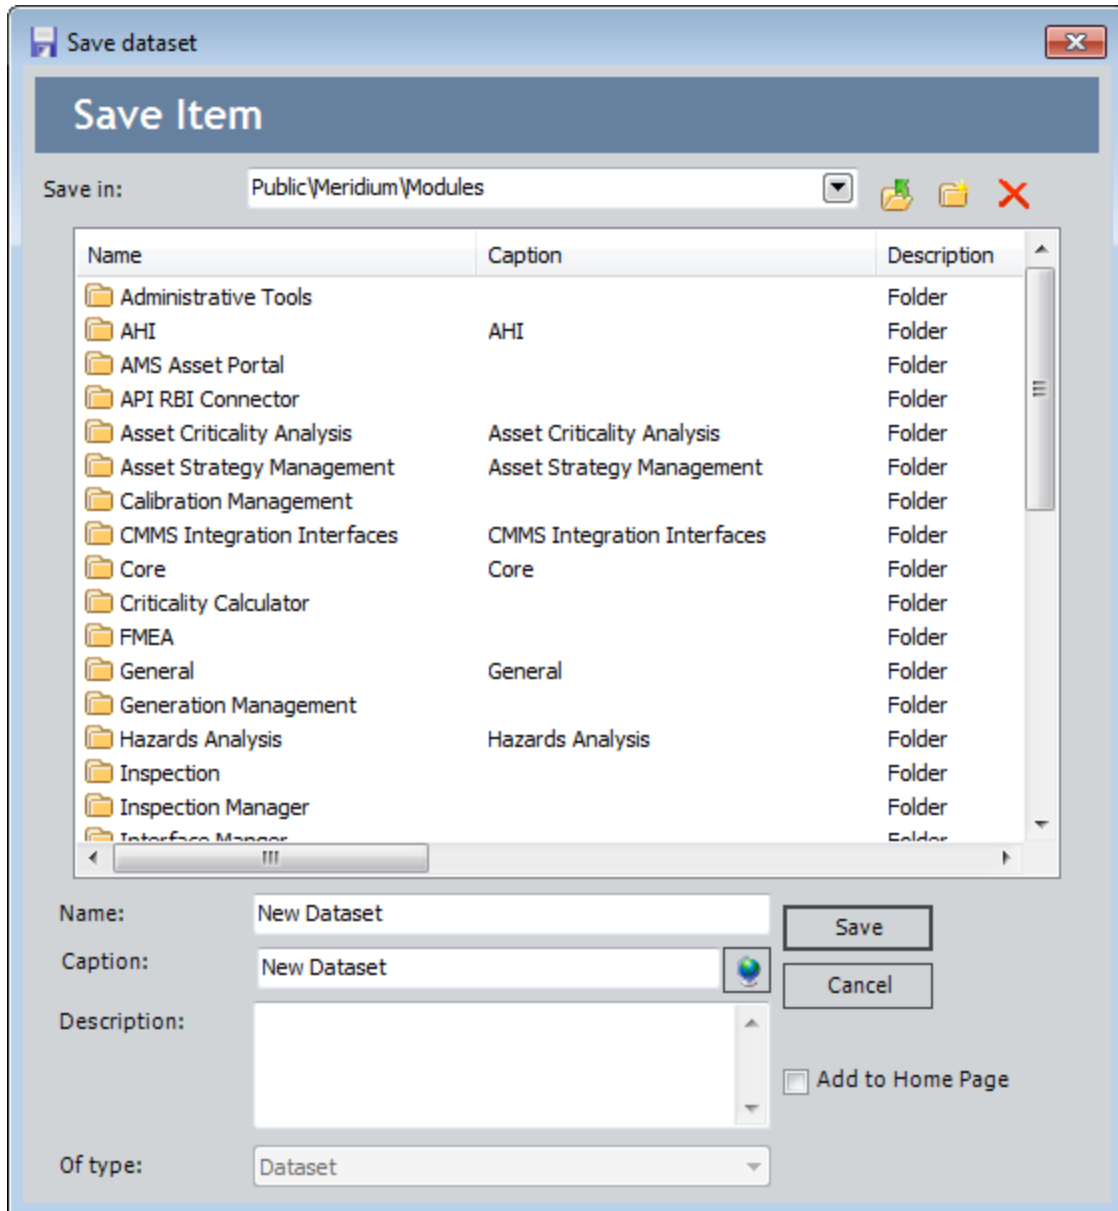 Save dataset
Save Item
Save in: Public\Meridium\Modules
Name Caption Description
Administrative Tools Folder
AHI AHI Folder
AMS Asset Portal Folder
API RBI Connector Folder
Asset Criticality Analysis Asset Criticality Analysis Folder
Asset Strategy Management Asset Strategy Management Folder
Calibration Management Folder
CMMS Integration Interfaces CMMS Integration Interfaces Folder
Core Core Folder
Criticality Calculator Folder
FMEA Folder
General General Folder
Generation Management Folder
Hazards Analysis Hazards Analysis Folder
Inspection Folder
Inspection Manager Folder
Interface Manger Folder
Name: New Dataset Save
Caption: New Dataset
Cancel
Description:
Add to Home Page
Of type: Dataset